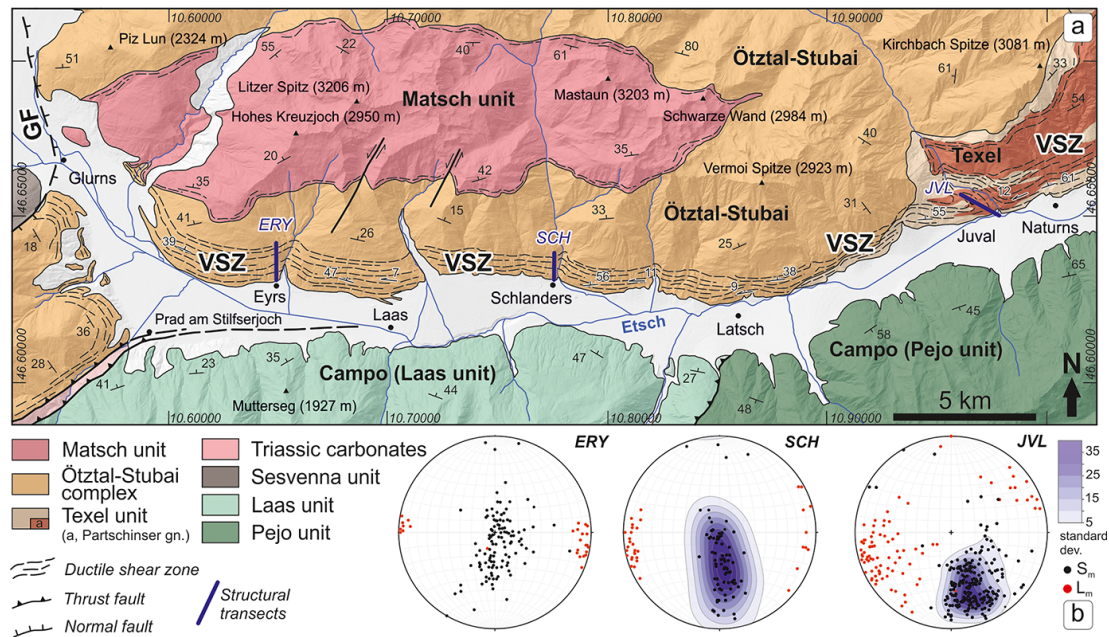 10.60000 10.70000 10.80000 10.90000
a
Piz Lun (2324 m)
51
55
22
40
61
80
Ötztal-Stubai
Kirchbach Spitze (3081 m)
61
33
54
Litzer Spitz (3206 m)
Matsch unit
Mastaun (3203 m)
Hohes Kreuzjoch (2950 m)
Schwarze Wand (2984 m)
GF
20
35
40
VSZ
Texel
Glurns
42
Vermoi Spitze (2923 m)
46.65000
46.65000
35
JVL
12
61
41
ERY
15
33
Ötztal-Stubai
31
55
18
39
VSZ
26
VSZ
SCH
25
VSZ
Juval
Naturns
47
7
56
11
38
9
65
Eyrs
Schlanders
36
Prad am Stilfserjoch
Laas
Etsch
Latsch
45
58
46.60000
46.60000
28
41
23
35
Campo (Laas unit)
47
27
Campo (Pejo unit)
N
Mutterseg (1927 m)
44
48
5 km
10.60000 10.70000 10.80000 10.90000
Matsch unit
Ötztal-Stubai
complex
Texel unit
a
(a, Partschinser gn.)
Triassic carbonates
Sesvenna unit
Laas unit
Pejo unit
Ductile shear zone
Thrust fault
Normal fault
Structural
transects
ERY
SCH
JVL
35
25
15
5
standard
dev.
Sm
Lm
b